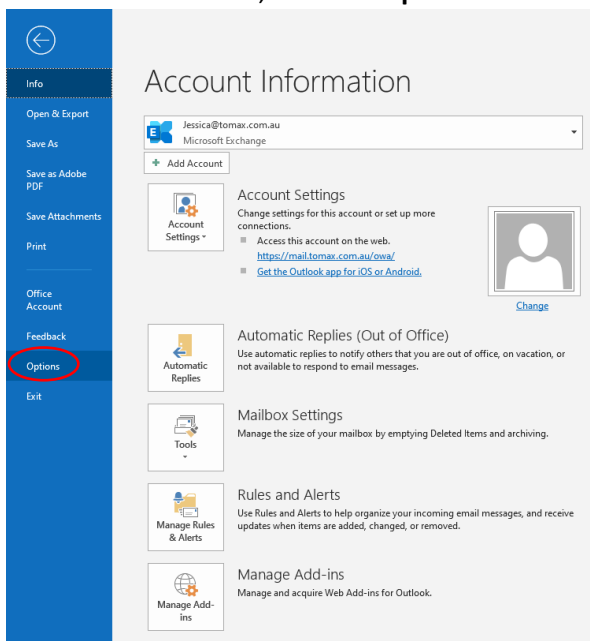 Info
Open & Export
Save As
Save as Adobe
PDF
Save Attachments
Print
Office
Account
Feedback
Options
Exit
Account Information
Jessica@tomax.com.au
Microsoft Exchange
+ Add Account
Account
Settings
Account Settings
Change settings for this account or set up more
connections.
Access this account on the web.
https://mail.tomax.com.au/owa/
Get the Outlook app for iOS or Android.
Change
Automatic
Replies
Automatic Replies (Out of Office)
Use automatic replies to notify others that you are out of office, on vacation, or
not available to respond to email messages.
Tools
Mailbox Settings
Manage the size of your mailbox by emptying Deleted Items and archiving.
Manage Rules
& Alerts
Rules and Alerts
Use Rules and Alerts to help organize your incoming email messages, and receive
updates when items are added, changed, or removed.
Manage Add-
ins
Manage Add-ins
Manage and acquire Web Add-ins for Outlook.